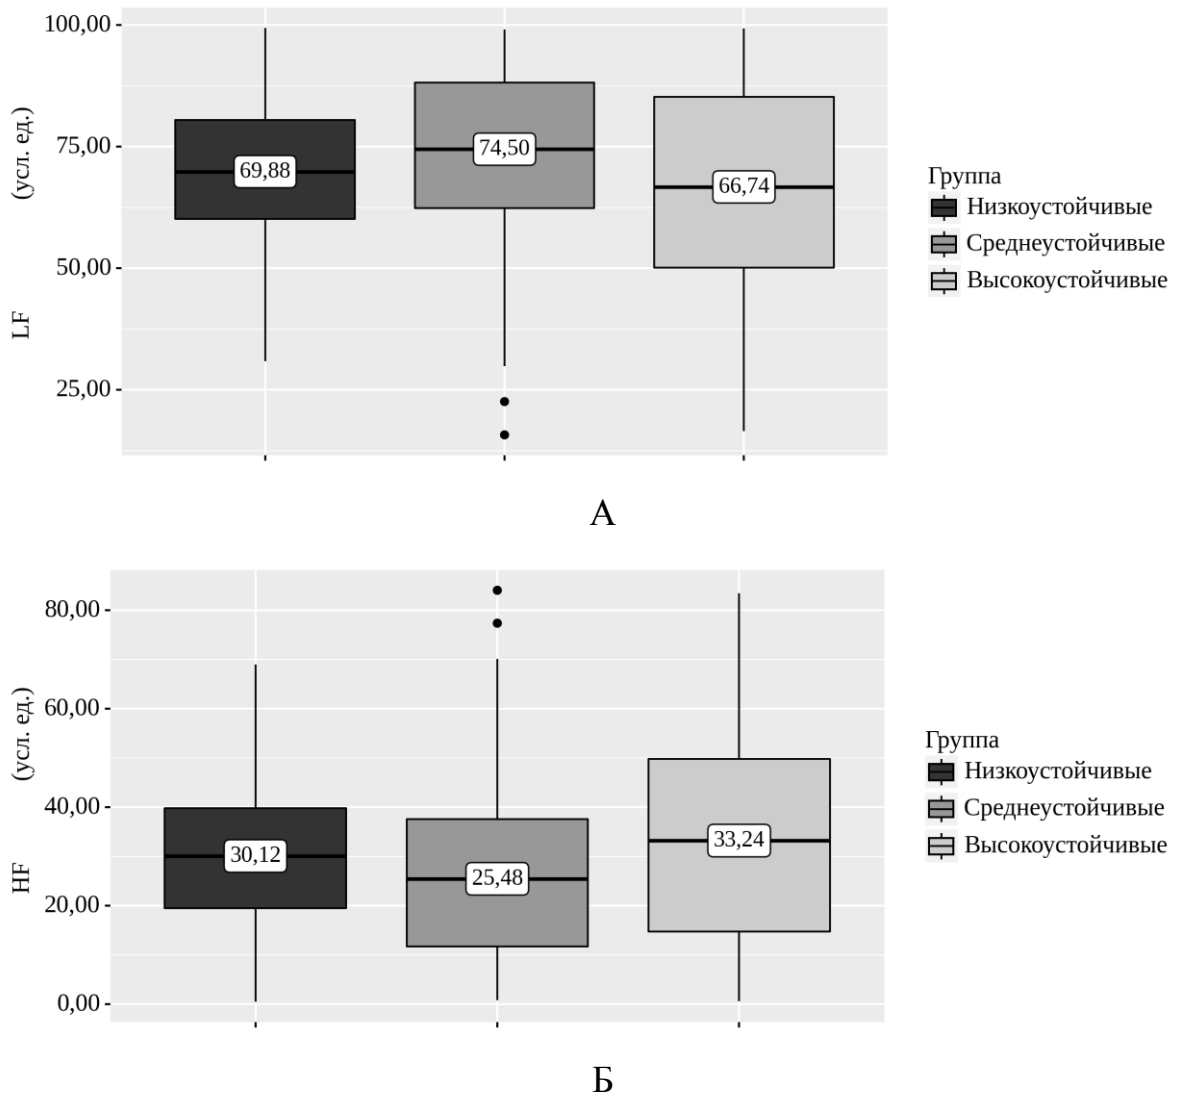 100,00
75,00
50,00
25,00
LF (усл. ед.)
69,88
74,50
66,74
Группа
Низкоустойчивые
Среднеустойчивые
Высокоустойчивые
А
80,00
60,00
40,00
20,00
0,00
HF (усл. ед.)
30,12
25,48
33,24
Группа
Низкоустойчивые
Среднеустойчивые
Высокоустойчивые
Б